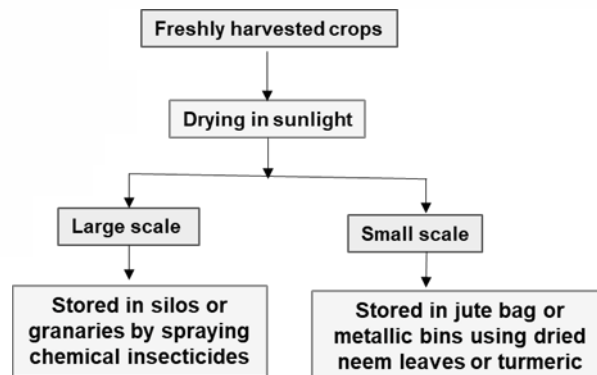 Freshly harvested crops
Drying in sunlight
Large scale
Small scale
Stored in silos or
granaries by spraying
chemical insecticides
Stored in jute bag or
metallic bins using dried
neem leaves or turmeric